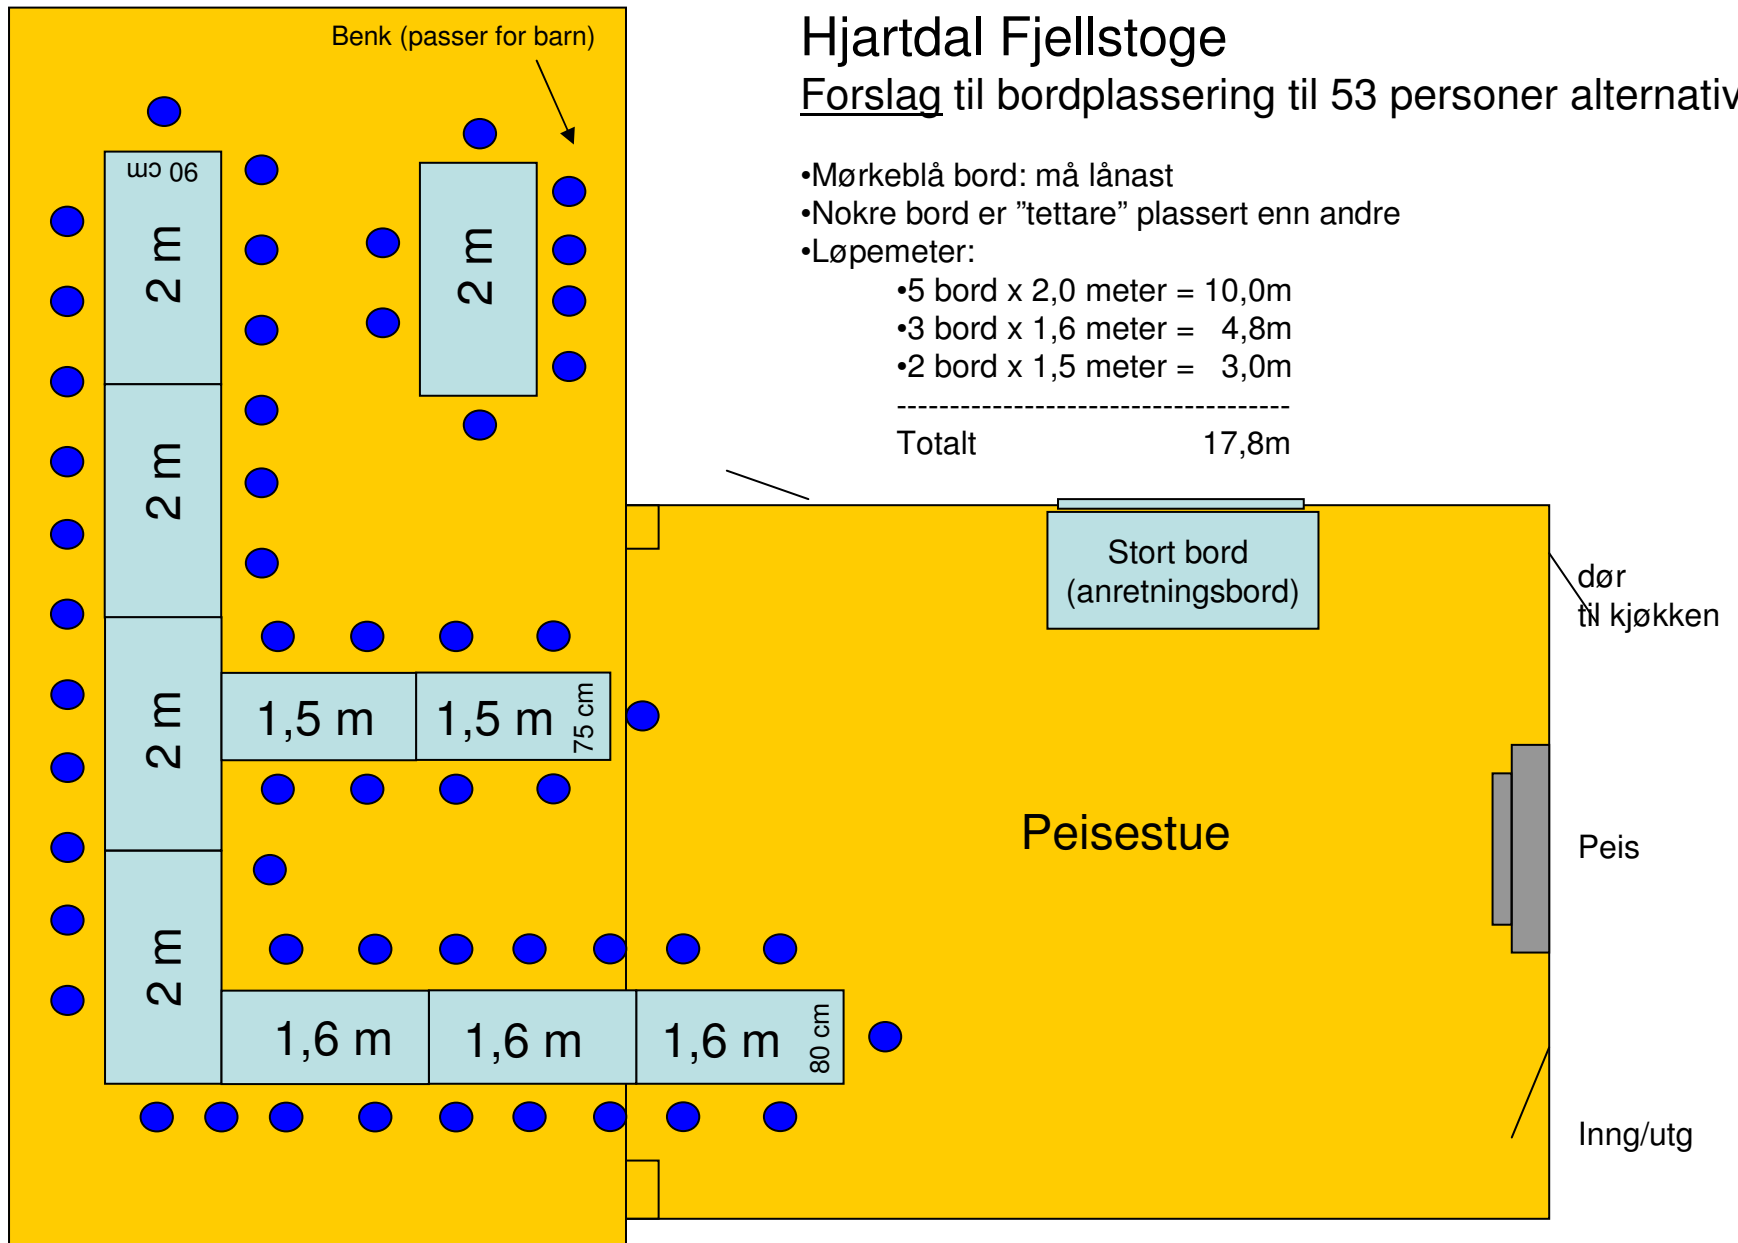 Benk (passer for barn)
Hjartdal Fjellstoge
Forslag til bordplassering til 53 personer alternativ
•Mørkeblå bord: må lånast
•Nokre bord er ”tettare” plassert enn andre
•Løpemeter:
•5 bord x 2,0 meter = 10,0m
•3 bord x 1,6 meter = 4,8m
•2 bord x 1,5 meter = 3,0m
-------------------------------------
Totalt 17,8m
90 cm
2 m
2 m
2 m
2 m
2 m
1,5 m
1,5 m
75 cm
1,6 m
1,6 m
1,6 m
80 cm
Stort bord
(anretningsbord)
dør
til kjøkken
Peisestue
Peis
Inng/utg